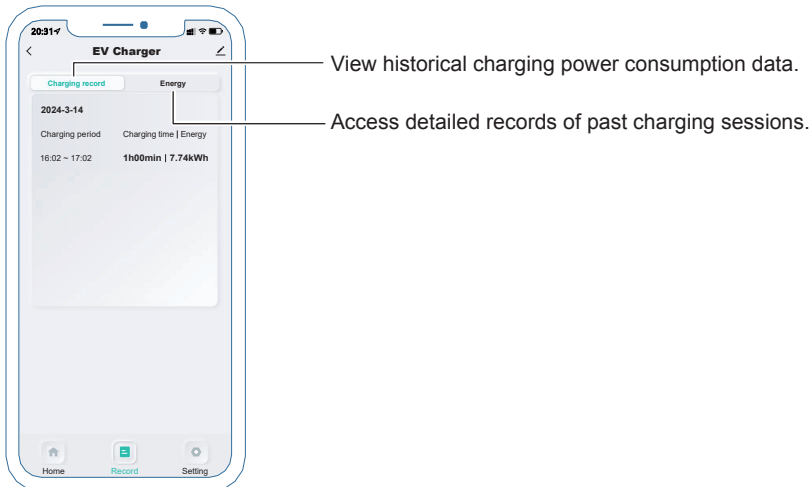 20:31
EV Charger
Charging record Energy
2024-3-14
Charging period Charging time | Energy
16:02 ~ 17:02 1h00min | 7.74kWh
Home Record Setting
View historical charging power consumption data.
Access detailed records of past charging sessions.